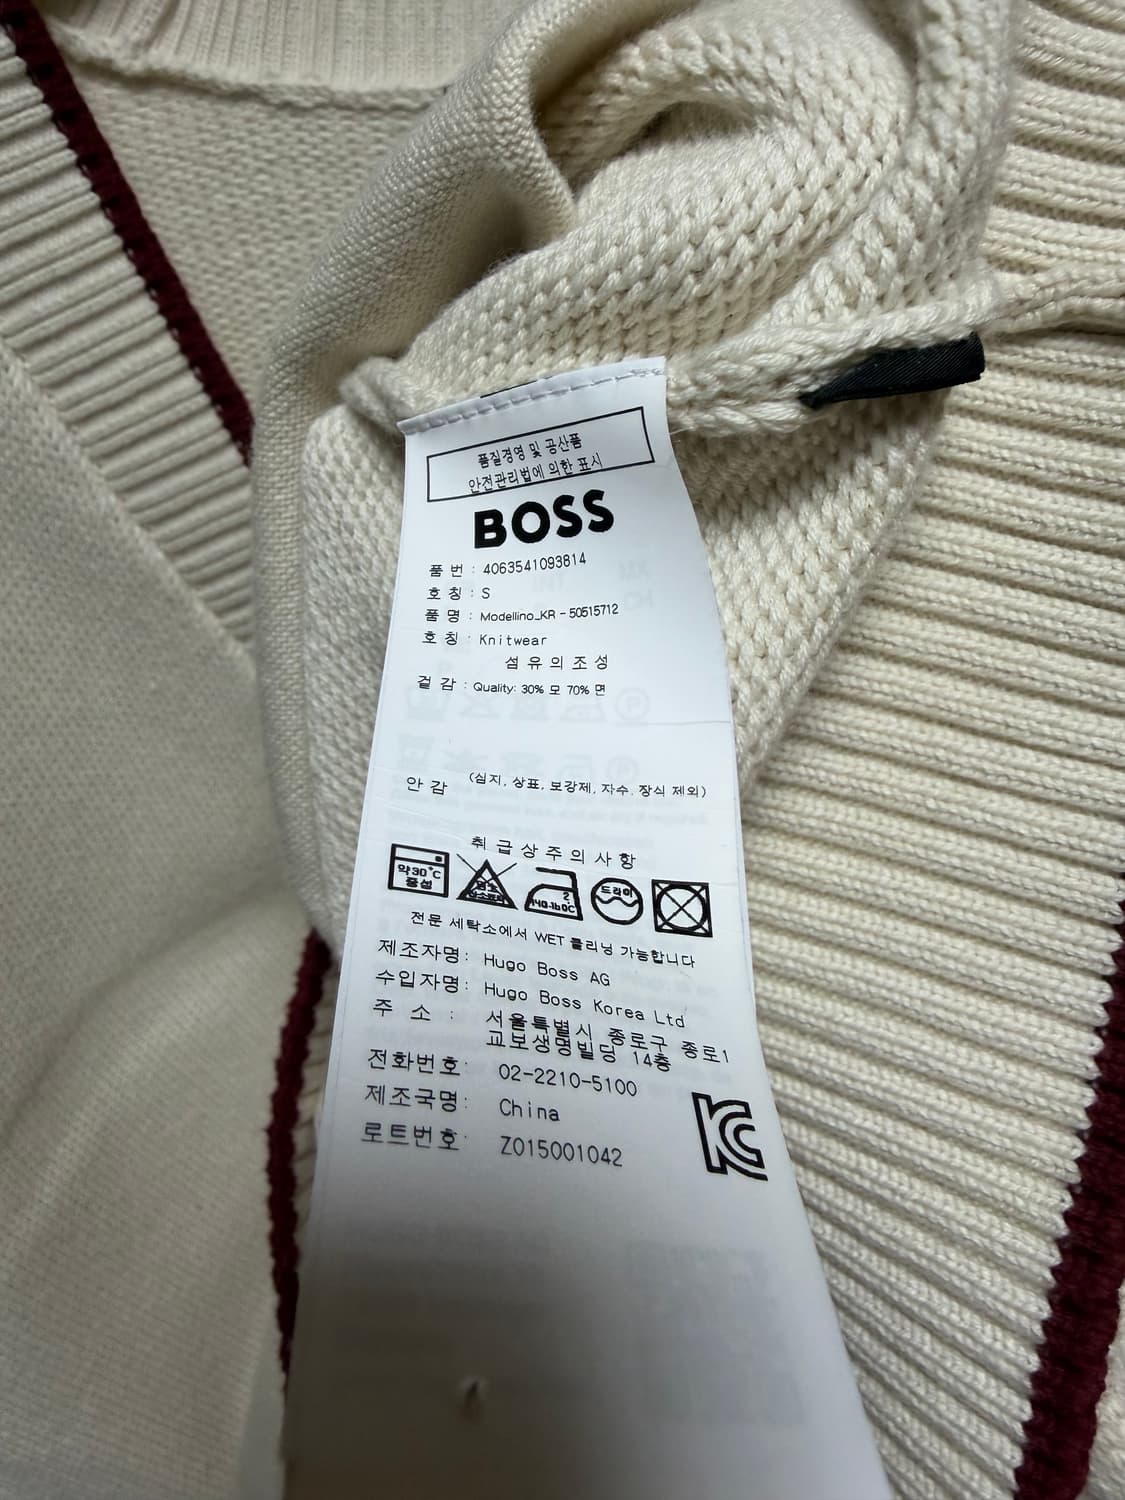 품질경영 및 공산품
안전관리법에 의한 표시
BOSS
품 번 : 4063541093814
호 칭 : S
품 명 : Modellino_KR - 50515712
호 칭 : Knitwear
섬 유 의 조 성
겉 감 : Quality: 30% 모 70% 면
안 감 (심지, 상표, 보강제, 자수, 장식 제외)
취 급 상 주 의 사 항
약30℃
중성
염소
2
140-160℃
드라이
전문 세탁소에서 WET 클리닝 가능합니다
제조자명: Hugo Boss AG
수입자명: Hugo Boss Korea Ltd
주 소 : 서울특별시 종로구 종로1
교보생명빌딩 14층
전화번호: 02-2210-5100
제조국명: China
로트번호: Z015001042
KC